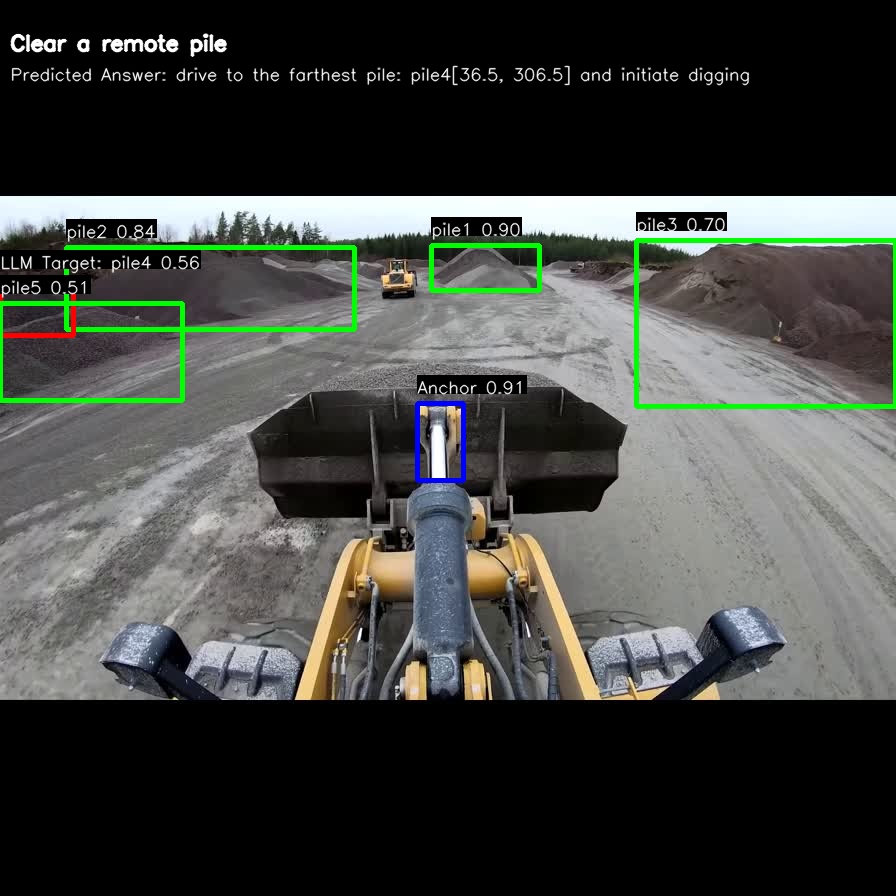 Clear a remote pile
Predicted Answer: drive to the farthest pile: pile4[36.5, 306.5] and initiate digging
pile2 0.84
pile1 0.90
pile3 0.70
LLM Target: pile4 0.56
pile5 0.51
Anchor 0.91